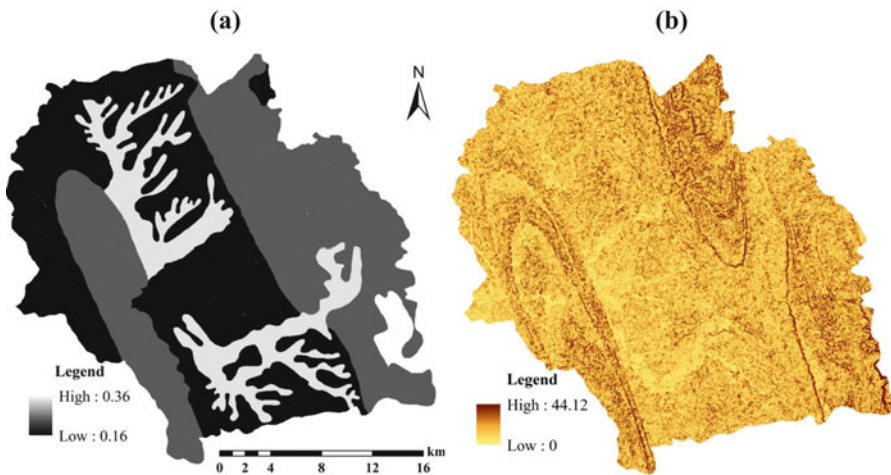 (a)
(b)
N
Legend
High : 0.36
Low : 0.16
km
0 2 4 8 12 16
Legend
High : 44.12
Low : 0